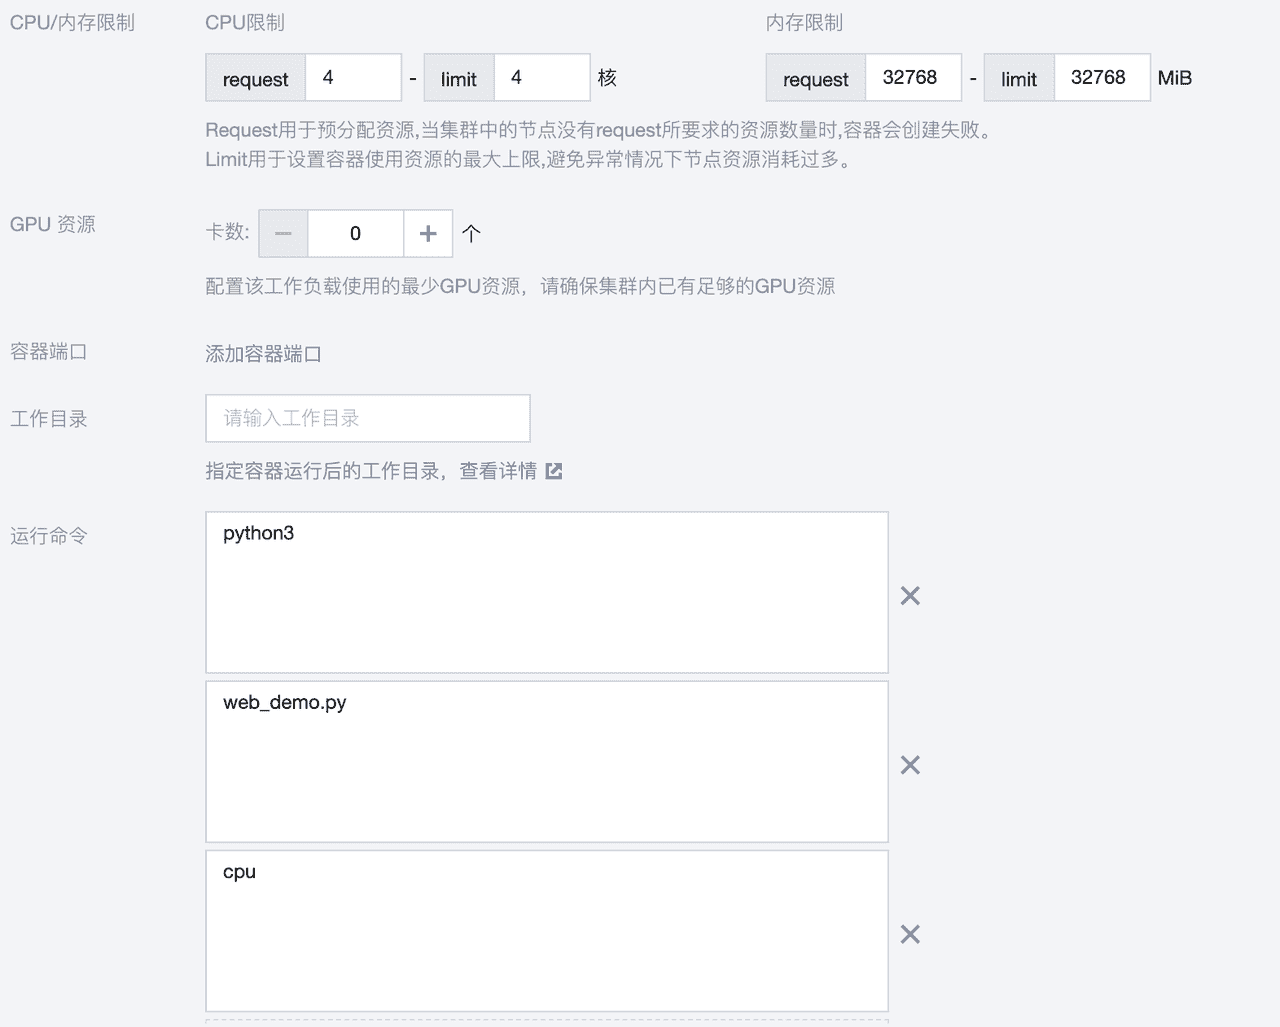 CPU/内存限制
CPU限制
内存限制
request 4 - limit 4 核
request 32768 - limit 32768 MiB
Request用于预分配资源,当集群中的节点没有request所要求的资源数量时,容器会创建失败。
Limit用于设置容器使用资源的最大上限,避免异常情况下节点资源消耗过多。
GPU 资源
卡数: 0 个
配置该工作负载使用的最少GPU资源，请确保集群内已有足够的GPU资源
容器端口
添加容器端口
工作目录
请输入工作目录
指定容器运行后的工作目录，查看详情
运行命令
python3
web_demo.py
cpu